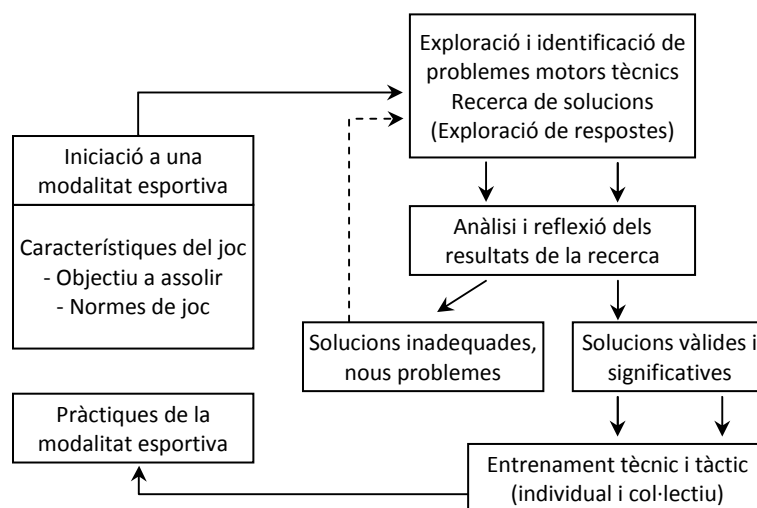 Iniciació a una
modalitat esportiva
Característiques del joc
- Objectiu a assolir
- Normes de joc
Exploració i identificació de
problemes motors tècnics
Recerca de solucions
(Exploració de respostes)
Anàlisi i reflexió dels
resultats de la recerca
Solucions inadequades,
nous problemes
Solucions vàlides i
significatives
Entrenament tècnic i tàctic
(individual i col·lectiu)
Pràctiques de la
modalitat esportiva